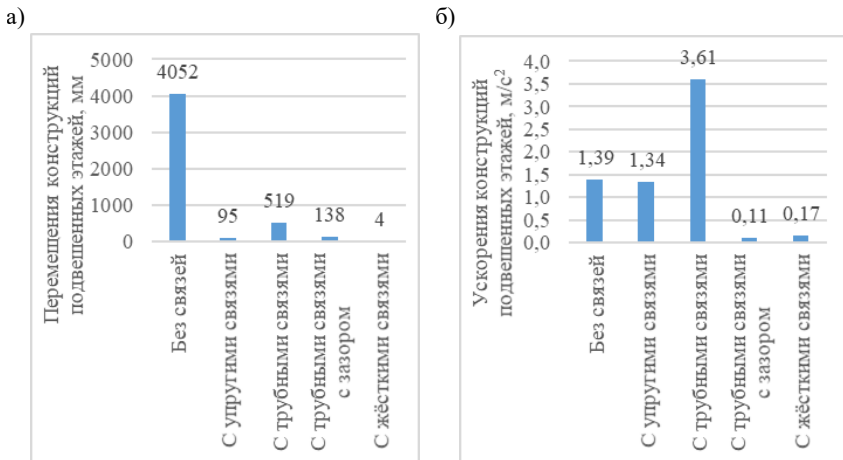 а)
Перемещения конструкций
подвешенных этажей, мм
5000
4000
3000
2000
1000
0
4052
95
519
138
4
Без связей
С упругими связями
С трубными связями
С трубными связями
с зазором
С жёсткими связями
б)
Ускорения конструкций
подвешенных этажей, м/с²
4,0
3,5
3,0
2,5
2,0
1,5
1,0
0,5
0,0
1,39
1,34
3,61
0,11
0,17
Без связей
С упругими связями
С трубными связями
С трубными связями
с зазором
С жёсткими связями